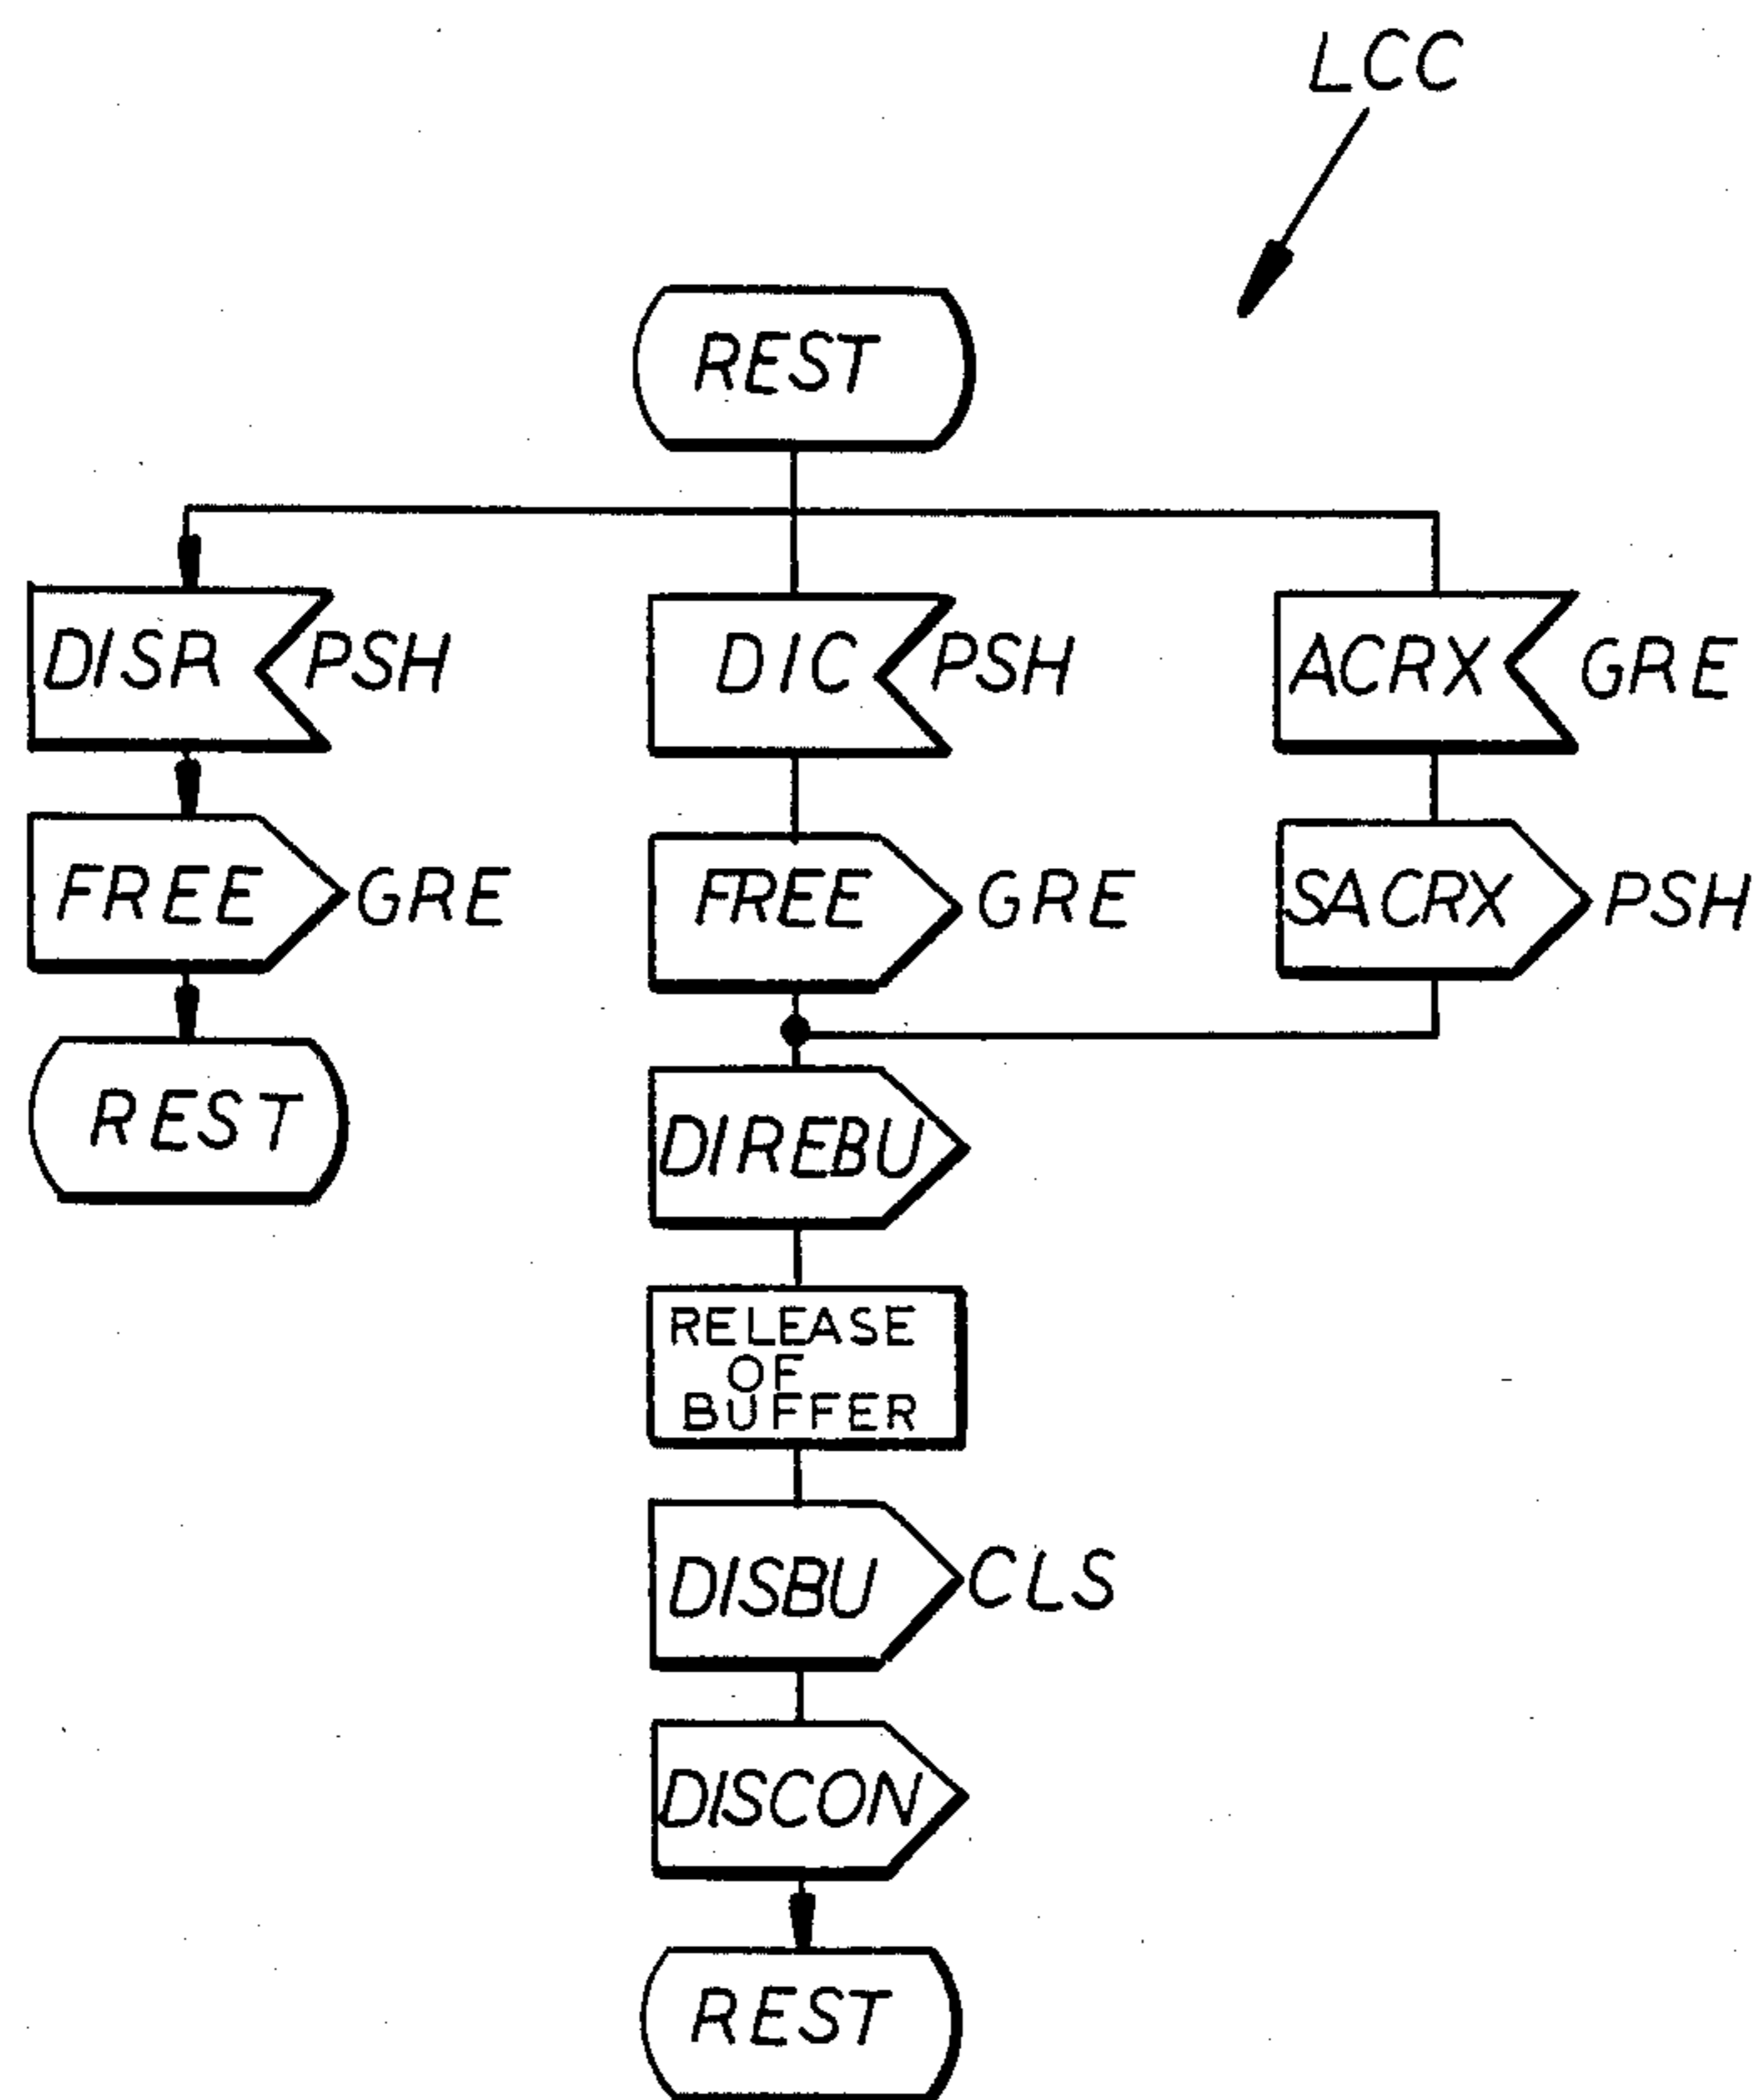 LCC
REST
DISR PSH
DIC PSH
ACRX GRE
FREE GRE
FREE GRE
SACRX PSH
REST
DIREBU
RELEASE
OF
BUFFER
DISBU CLS
DISCON
REST